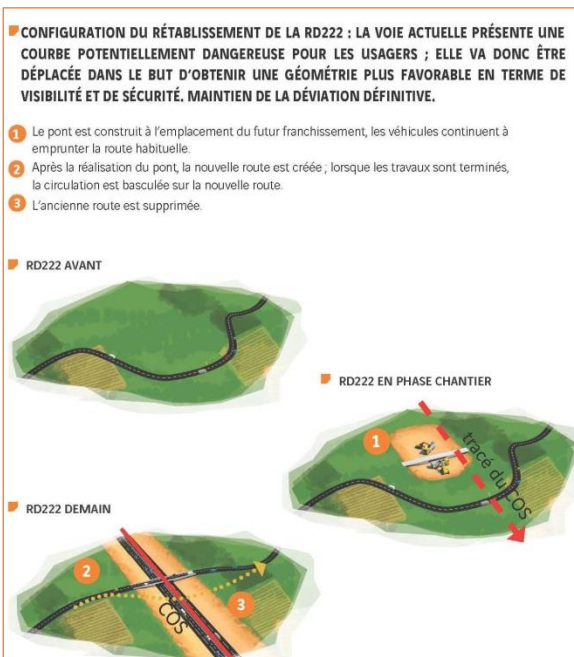 CONFIGURATION DU RÉTABLISSEMENT DE LA RD222 : LA VOIE ACTUELLE PRÉSENTE UNE
COURBE POTENTIELLEMENT DANGEREUSE POUR LES USAGERS ; ELLE VA DONC ÊTRE
DÉPLACÉE DANS LE BUT D'OBTENIR UNE GÉOMÉTRIE PLUS FAVORABLE EN TERME DE
VISIBILITÉ ET DE SÉCURITÉ. MAINTIEN DE LA DÉVIATION DÉFINITIVE.
1 Le pont est construit à l'emplacement du futur franchissement, les véhicules continuent à
emprunter la route habituelle.
2 Après la réalisation du pont, la nouvelle route est créée ; lorsque les travaux sont terminés,
la circulation est basculée sur la nouvelle route.
3 L'ancienne route est supprimée.
RD222 AVANT
RD222 EN PHASE CHANTIER
1
tracé du COS
RD222 DEMAIN
2
3
COS